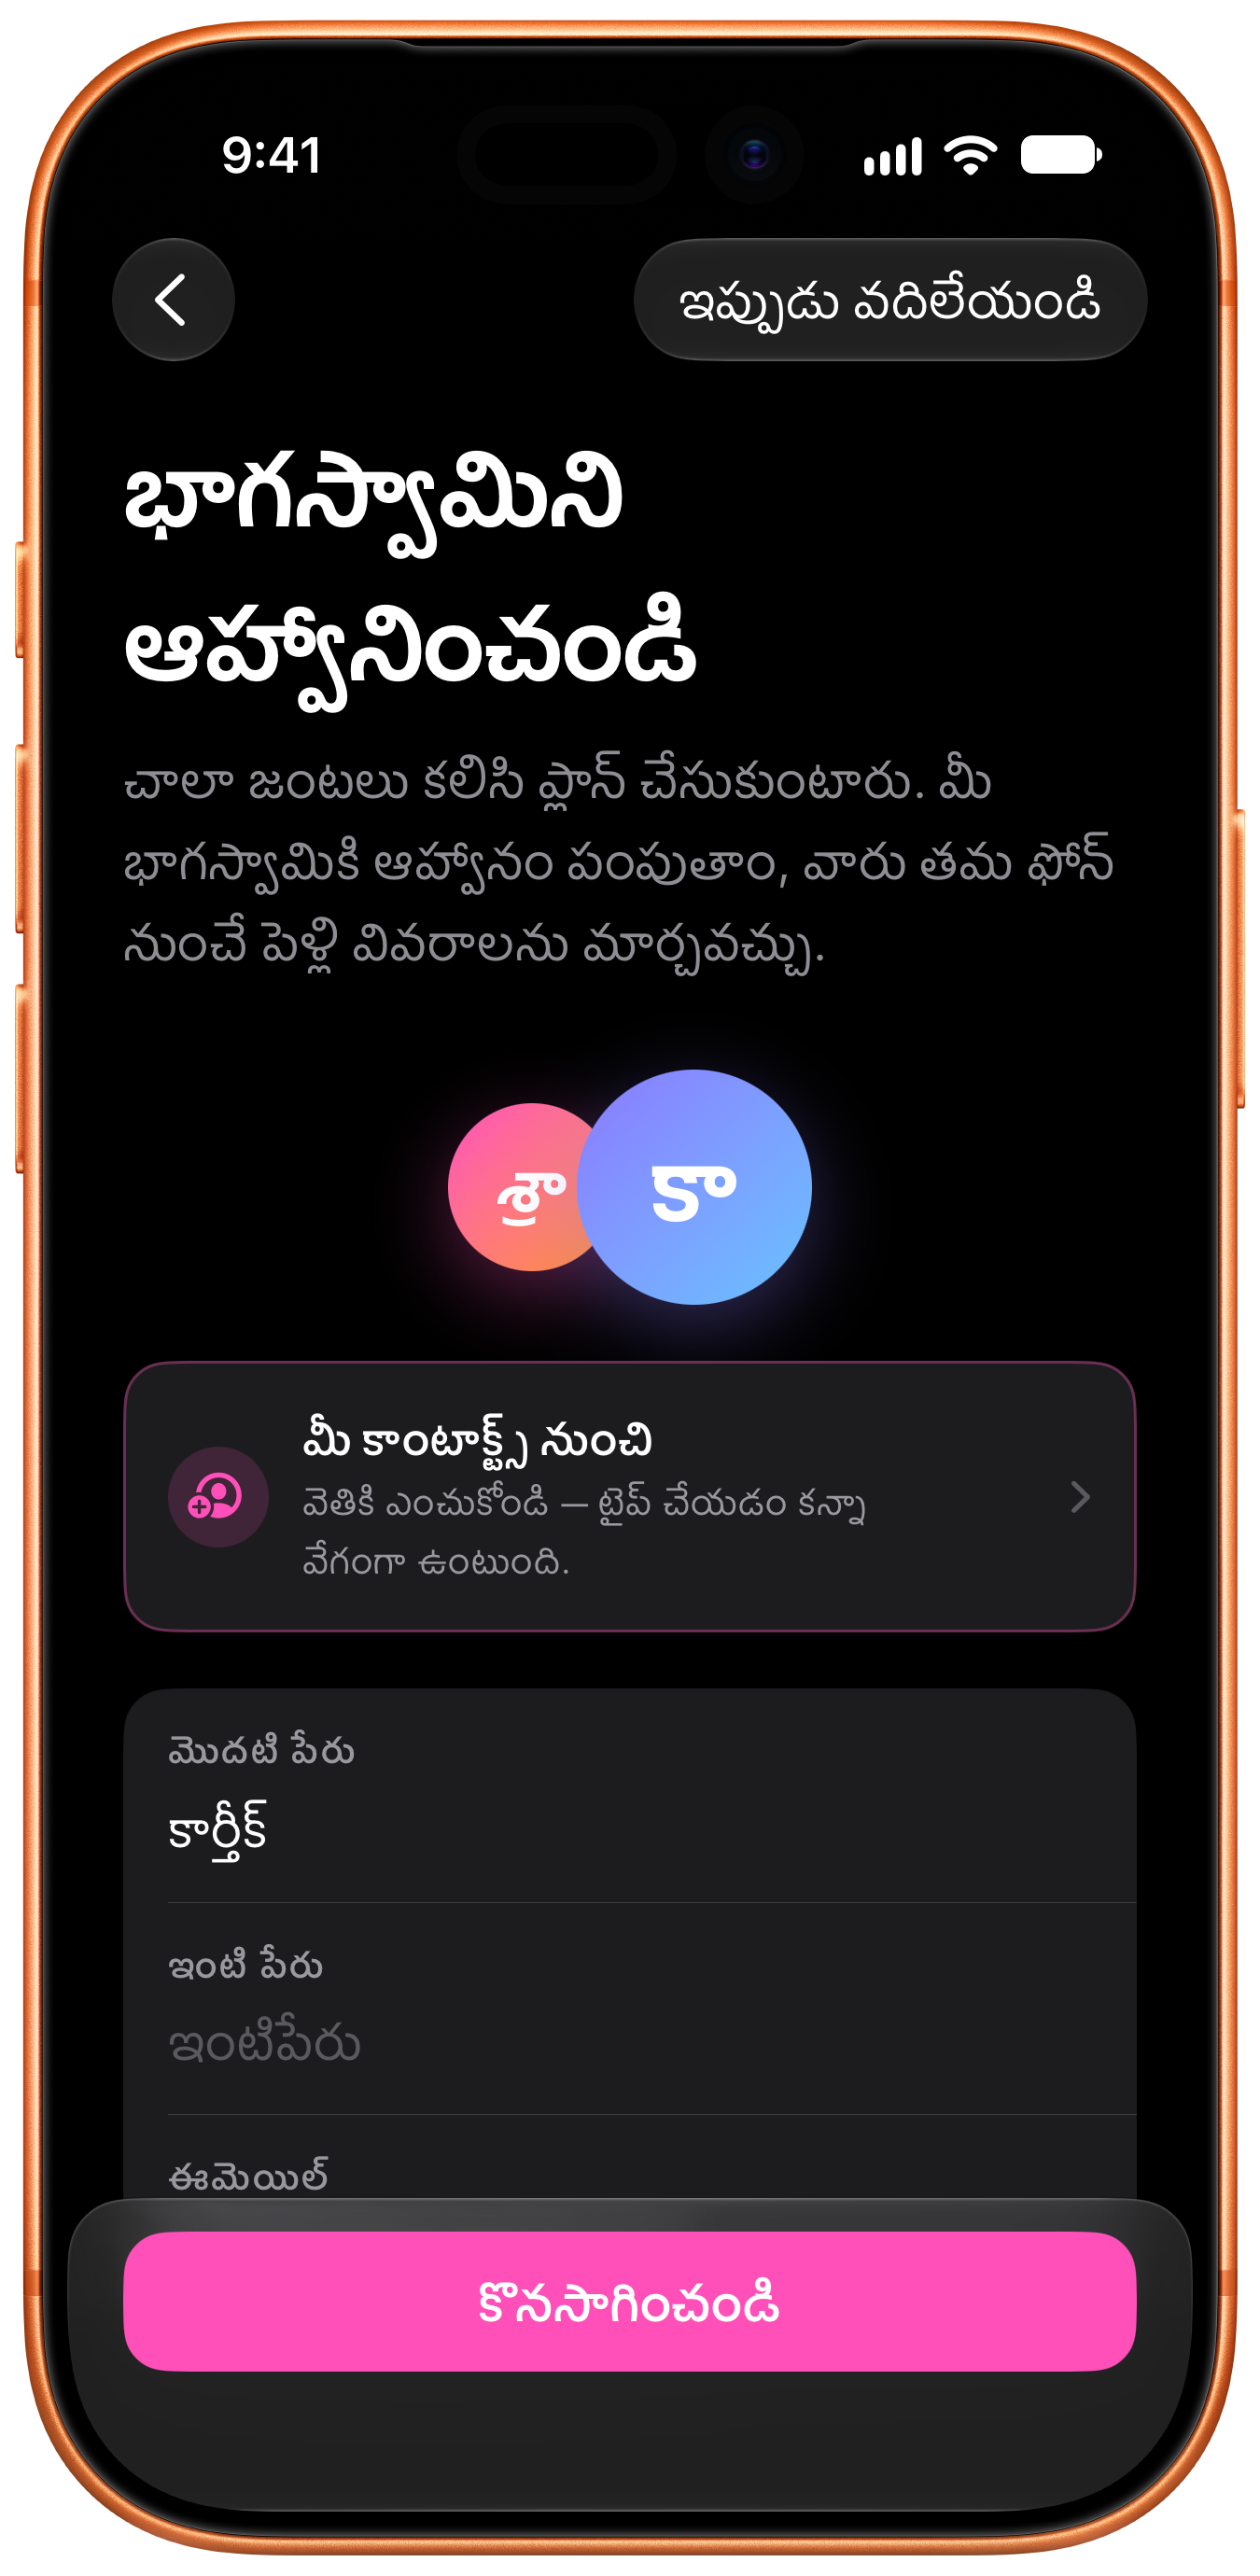 9:41
ఇప్పుడు వదిలేయండి
భాగస్వామిని
ఆహ్వానించండి
చాలా జంటలు కలిసి ప్లాన్ చేసుకుంటారు. మీ
భాగస్వామికి ఆహ్వానం పంపుతాం, వారు తమ ఫోన్
నుంచే పెళ్లి వివరాలను మార్చవచ్చు.
శ్రా
కా
మీ కాంటాక్ట్స్ నుంచి
వెతికి ఎంచుకోండి — టైప్ చేయడం కన్నా
వేగంగా ఉంటుంది.
మొదటి పేరు
కార్తీక్
ఇంటి పేరు
ఇంటిపేరు
ఈమెయిల్
కొనసాగించండి